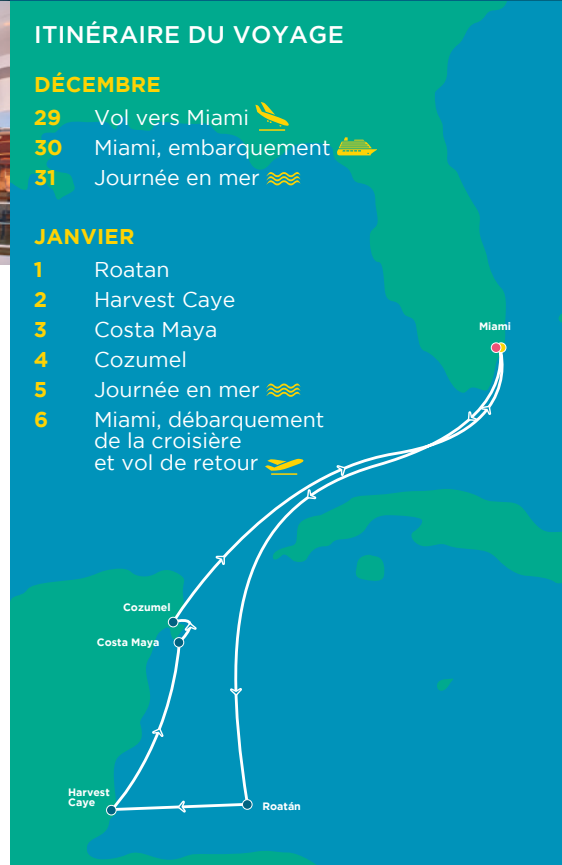 ITINÉRAIRE DU VOYAGE
DÉCEMBRE
29 Vol vers Miami
30 Miami, embarquement
31 Journée en mer
JANVIER
1 Roatan
2 Harvest Caye
3 Costa Maya
4 Cozumel
5 Journée en mer
6 Miami, débarquement
de la croisière
et vol de retour
Miami
Cozumel
Costa Maya
Harvest
Caye
Roatán